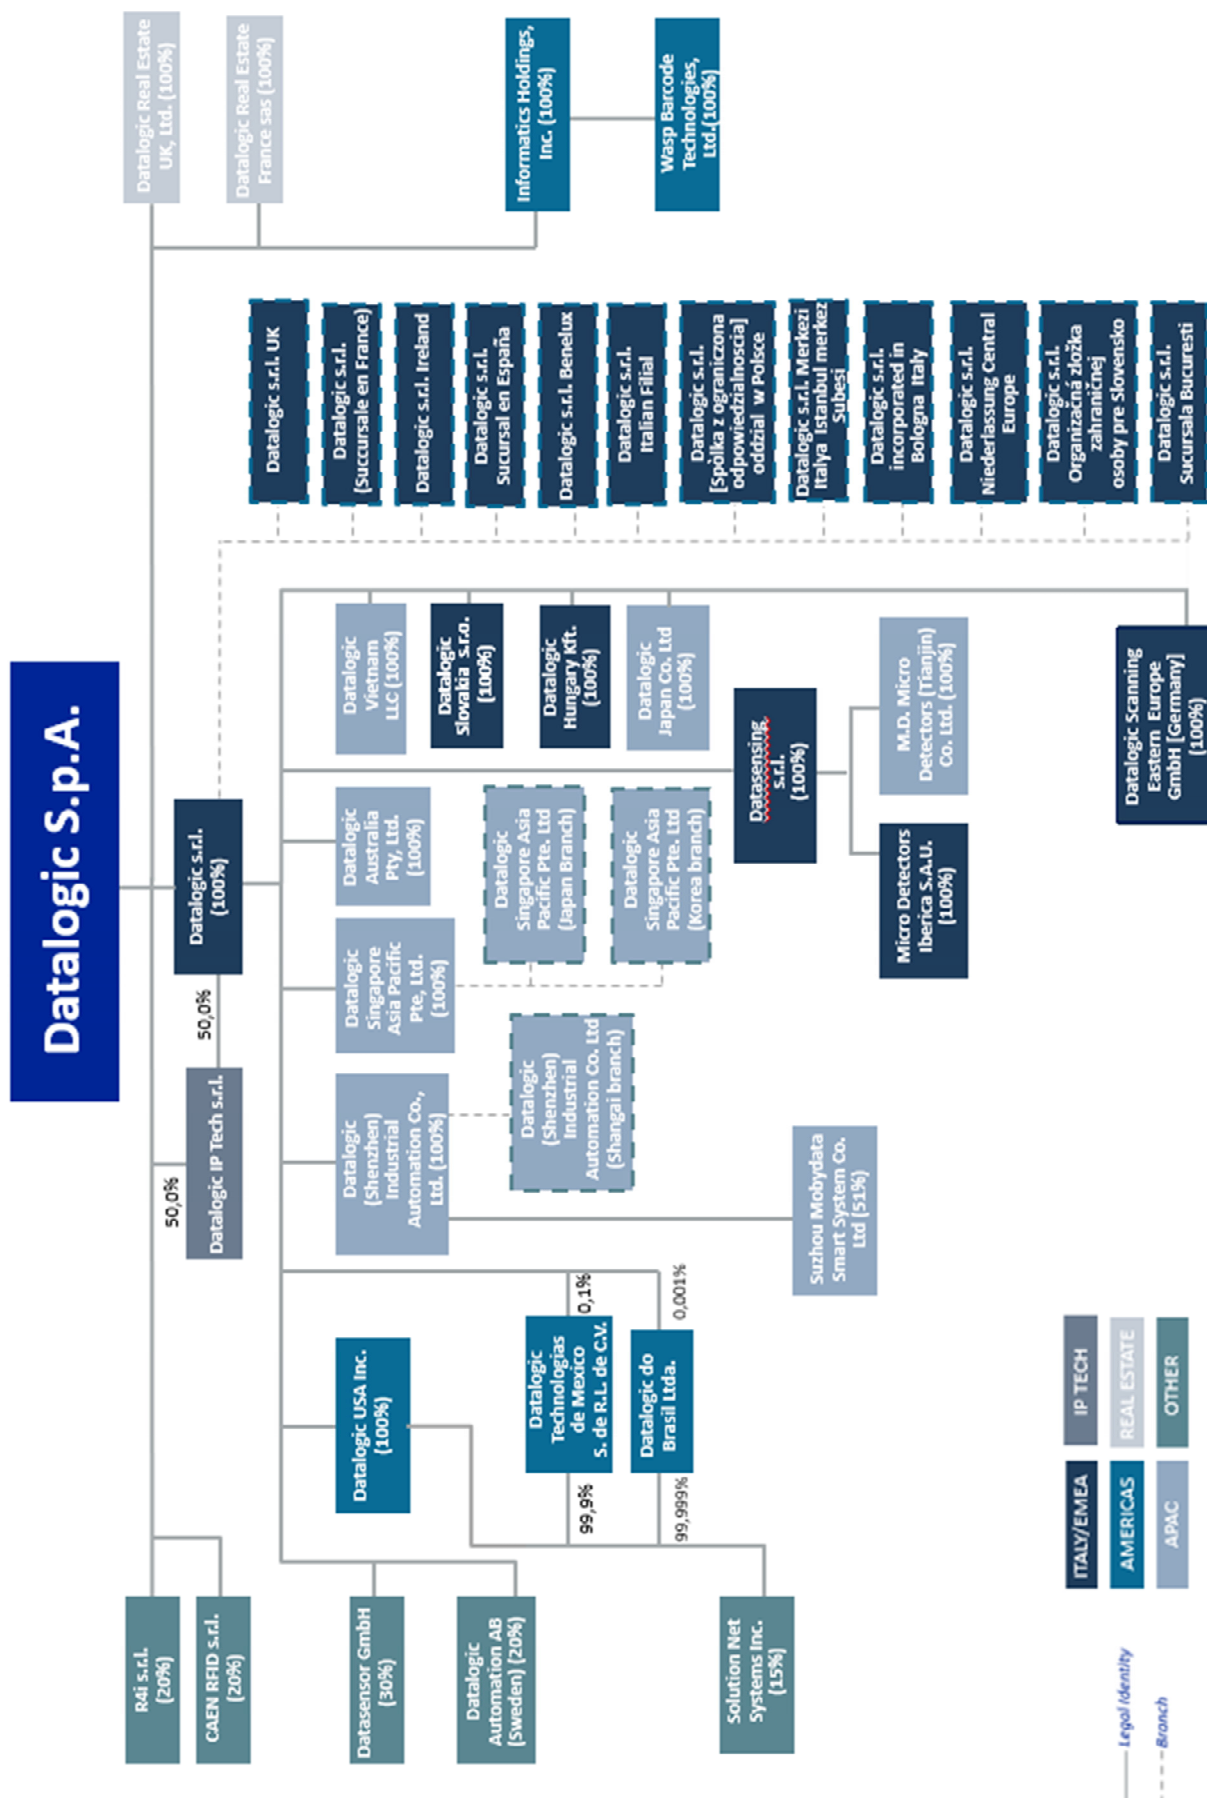 Datalogic S.p.A.
R4i s.r.l.
(20%)
CAEN RFID s.r.l.
(20%)
50,0%
Datalogic IP Tech s.r.l.
50,0%
Datalogic s.r.l.
(100%)
Datalogic Real Estate
UK, Ltd. (100%)
Datalogic Real Estate
France sas (100%)
Informatics Holdings,
Inc. (100%)
Wasp Barcode
Technologies,
Ltd.(100%)
Datasensor GmbH
(30%)
Datalogic
Automation AB
(Sweden) (20%)
Solution Net
Systems Inc.
(15%)
Datalogic USA Inc.
(100%)
99,9%
Datalogic
Technologias
de Mexico
S. de R.L. de C.V.
0,1%
99,999%
Datalogic do
Brasil Ltda.
0,001%
Datalogic
(Shenzhen)
Industrial
Automation Co.,
Ltd. (100%)
Datalogic
(Shenzhen)
Industrial
Automation Co. Ltd
(Shangai branch)
Suzhou Mobydata
Smart System Co.
Ltd (51%)
Datalogic
Singapore
Asia Pacific
Pte, Ltd.
(100%)
Datalogic
Singapore Asia
Pacific Pte. Ltd
(Japan Branch)
Datalogic
Singapore Asia
Pacific Pte. Ltd
(Korea branch)
Datalogic
Australia
Pty, Ltd.
(100%)
Datasensing
s.r.l.
(100%)
Micro Detectors
Iberica S.A.U.
(100%)
M.D. Micro
Detectors (Tianjin)
Co. Ltd. (100%)
Datalogic
Vietnam
LLC (100%)
Datalogic
Slovakia s.r.o.
(100%)
Datalogic
Hungary Kft.
(100%)
Datalogic
Japan Co. Ltd
(100%)
Datalogic Scanning
Eastern Europe
GmbH [Germany]
(100%)
Datalogic s.r.l. UK
Datalogic s.r.l.
(Succursale en France)
Datalogic s.r.l. Ireland
Datalogic s.r.l.
Sucursal en España
Datalogic s.r.l. Benelux
Datalogic s.r.l.
Italian Filial
Datalogic s.r.l.
[Spòlka z ograniczona
odpowiedzialnoscia]
oddzial w Polsce
Datalogic s.r.l. Merkezi
Italya Istanbul merkez
Subesi
Datalogic s.r.l.
incorporated in
Bologna Italy
Datalogic s.r.l.
Niederlassung Central
Europe
Datalogic s.r.l.
Organizačná zložka
zahraničnej
osoby pre Slovensko
Datalogic s.r.l.
Sucursala Bucuresti
Legal Identity
Branch
ITALY/EMEA
IP TECH
AMERICAS
REAL ESTATE
APAC
OTHER